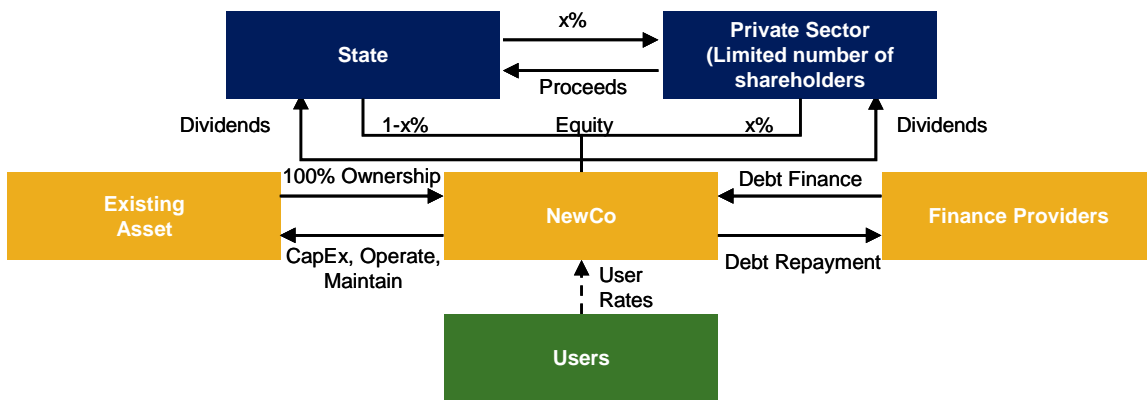 x%
State
Private Sector
(Limited number of
shareholders
Proceeds
Dividends
1-x%
Equity
x%
Dividends
100% Ownership
Debt Finance
Existing
Asset
NewCo
Finance Providers
CapEx, Operate,
Maintain
User
Rates
Debt Repayment
Users